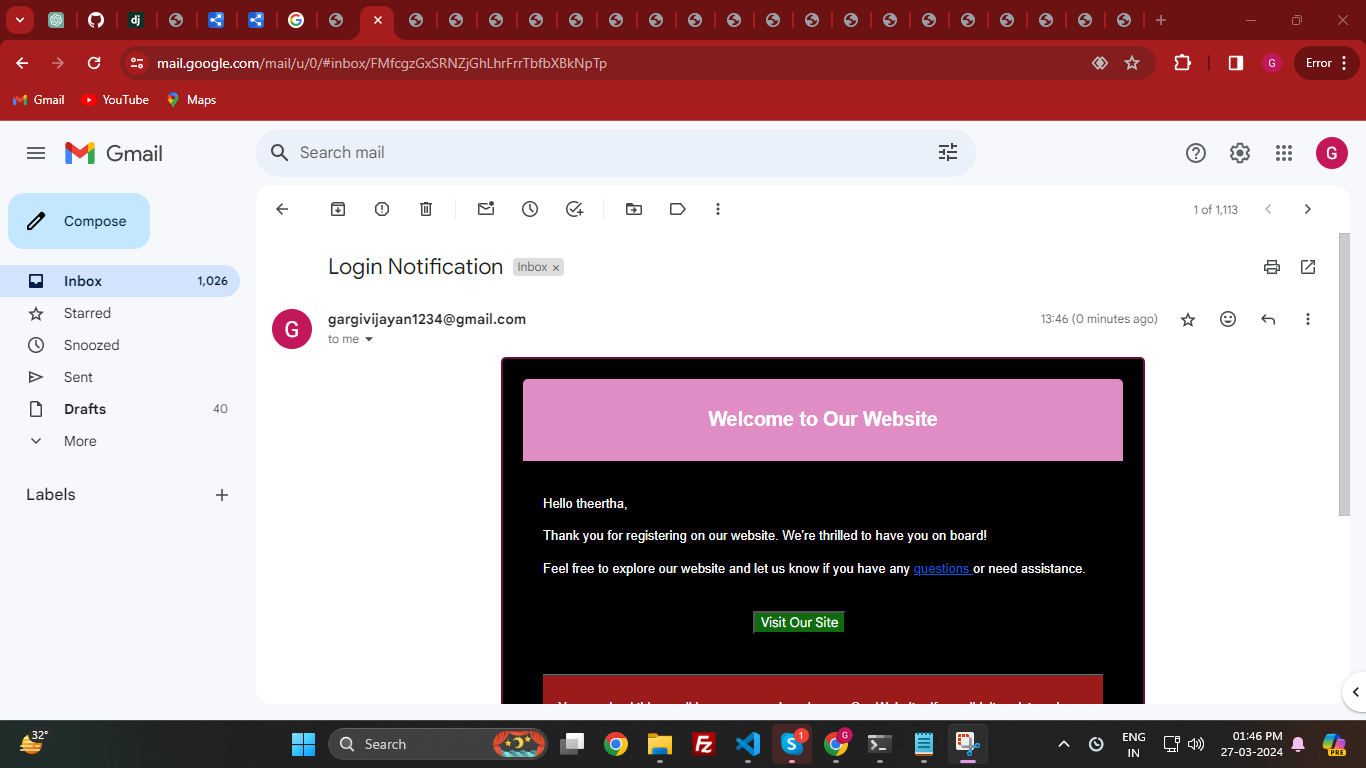 dj
mail.google.com/mail/u/0/#inbox/FMfcgzGxSRNZjGhLhrFrrTbfbXBkNpTp
G
Error
Gmail
YouTube
Maps
Gmail
Search mail
G
Compose
1 of 1,113
Inbox 1,026
Starred
Snoozed
Sent
Drafts 40
More
Labels
Login Notification
Inbox
G
gargivijayan1234@gmail.com
13:46 (0 minutes ago)
to me
Welcome to Our Website
Hello theertha,
Thank you for registering on our website. We're thrilled to have you on board!
Feel free to explore our website and let us know if you have any questions or need assistance.
Visit Our Site
32°
Search
1
G
ENG
IN
01:46 PM
27-03-2024
PRE